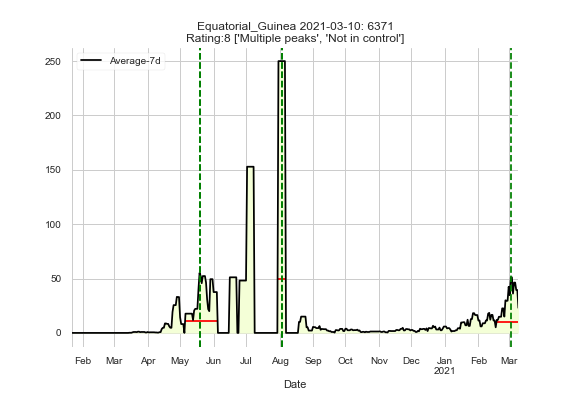 Equatorial_Guinea 2021-03-10: 6371
Rating:8 ['Multiple peaks', 'Not in control']
Average-7d
250
200
150
100
50
0
Feb Mar Apr May Jun Jul Aug Sep Oct Nov Dec Jan Feb Mar
2021
Date